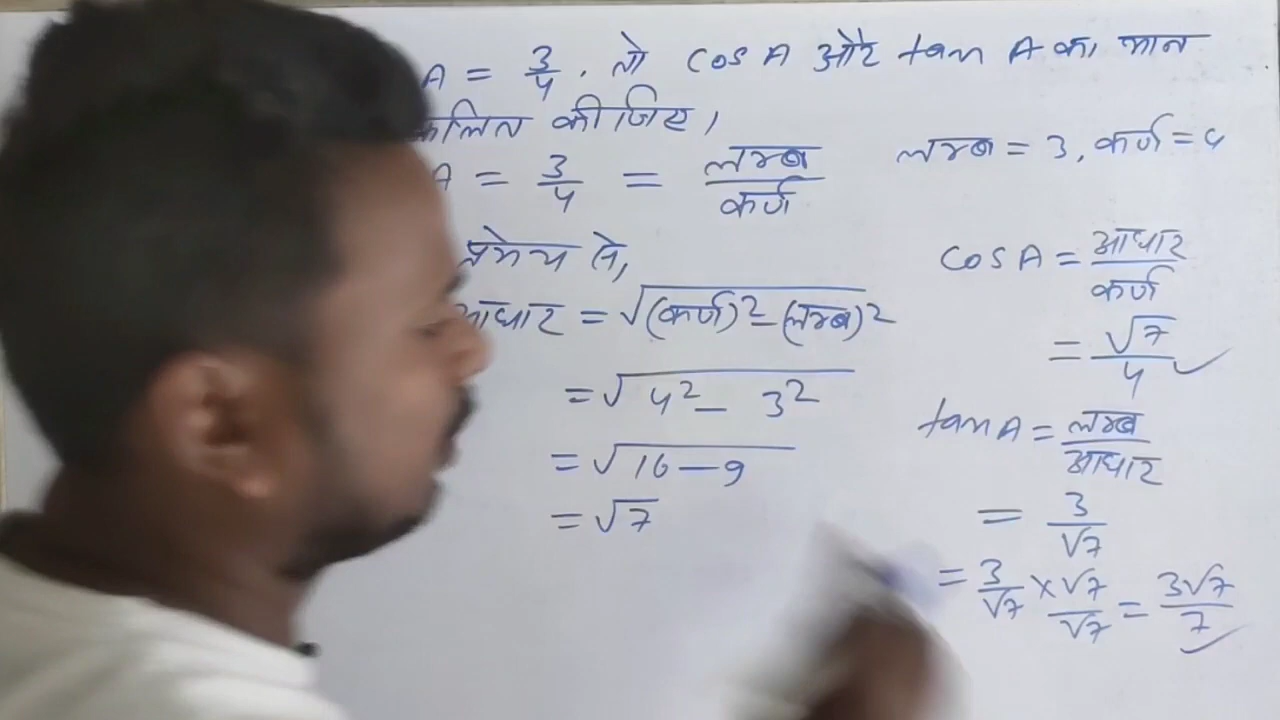 A = 3/4 . तो cos A और tan A का मान
कलित कीजिए।
A = 3/4 = लम्ब/कर्ण
प्रमेय से,
आधार = √(कर्ण)² - (लम्ब)²
= √4² - 3²
= √16 - 9
= √7
लम्ब = 3, कर्ण = 4
cos A = आधार/कर्ण
= √7/4
tan A = लम्ब/आधार
= 3/√7
= 3/√7 × √7/√7 = 3√7/7